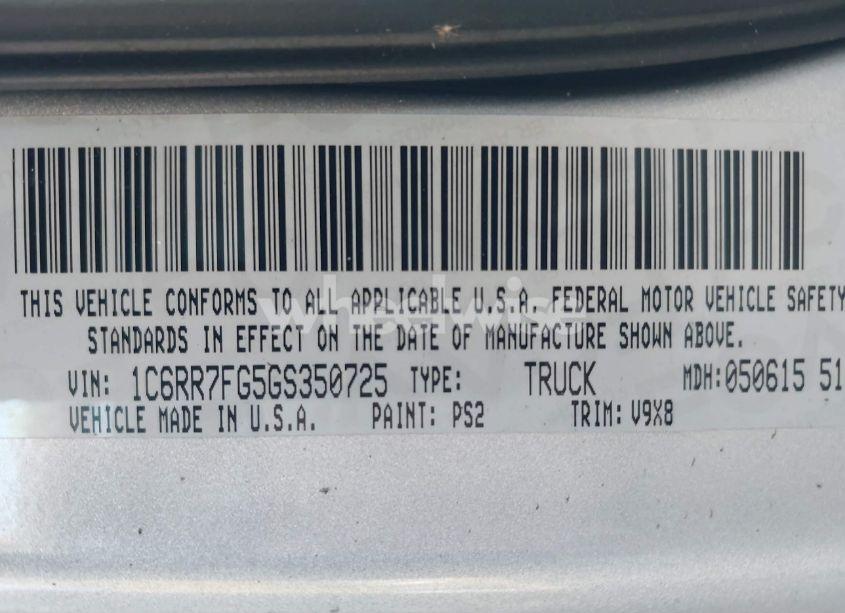 THIS VEHICLE CONFORMS TO ALL APPLICABLE U.S.A. FEDERAL MOTOR VEHICLE SAFETY
STANDARDS IN EFFECT ON THE DATE OF MANUFACTURE SHOWN ABOVE.
VIN: 1C6RR7FG5GS350725 TYPE: TRUCK MDH:050615 51
VEHICLE MADE IN U.S.A. PAINT: PS2 TRIM: V9X8
wheelwise